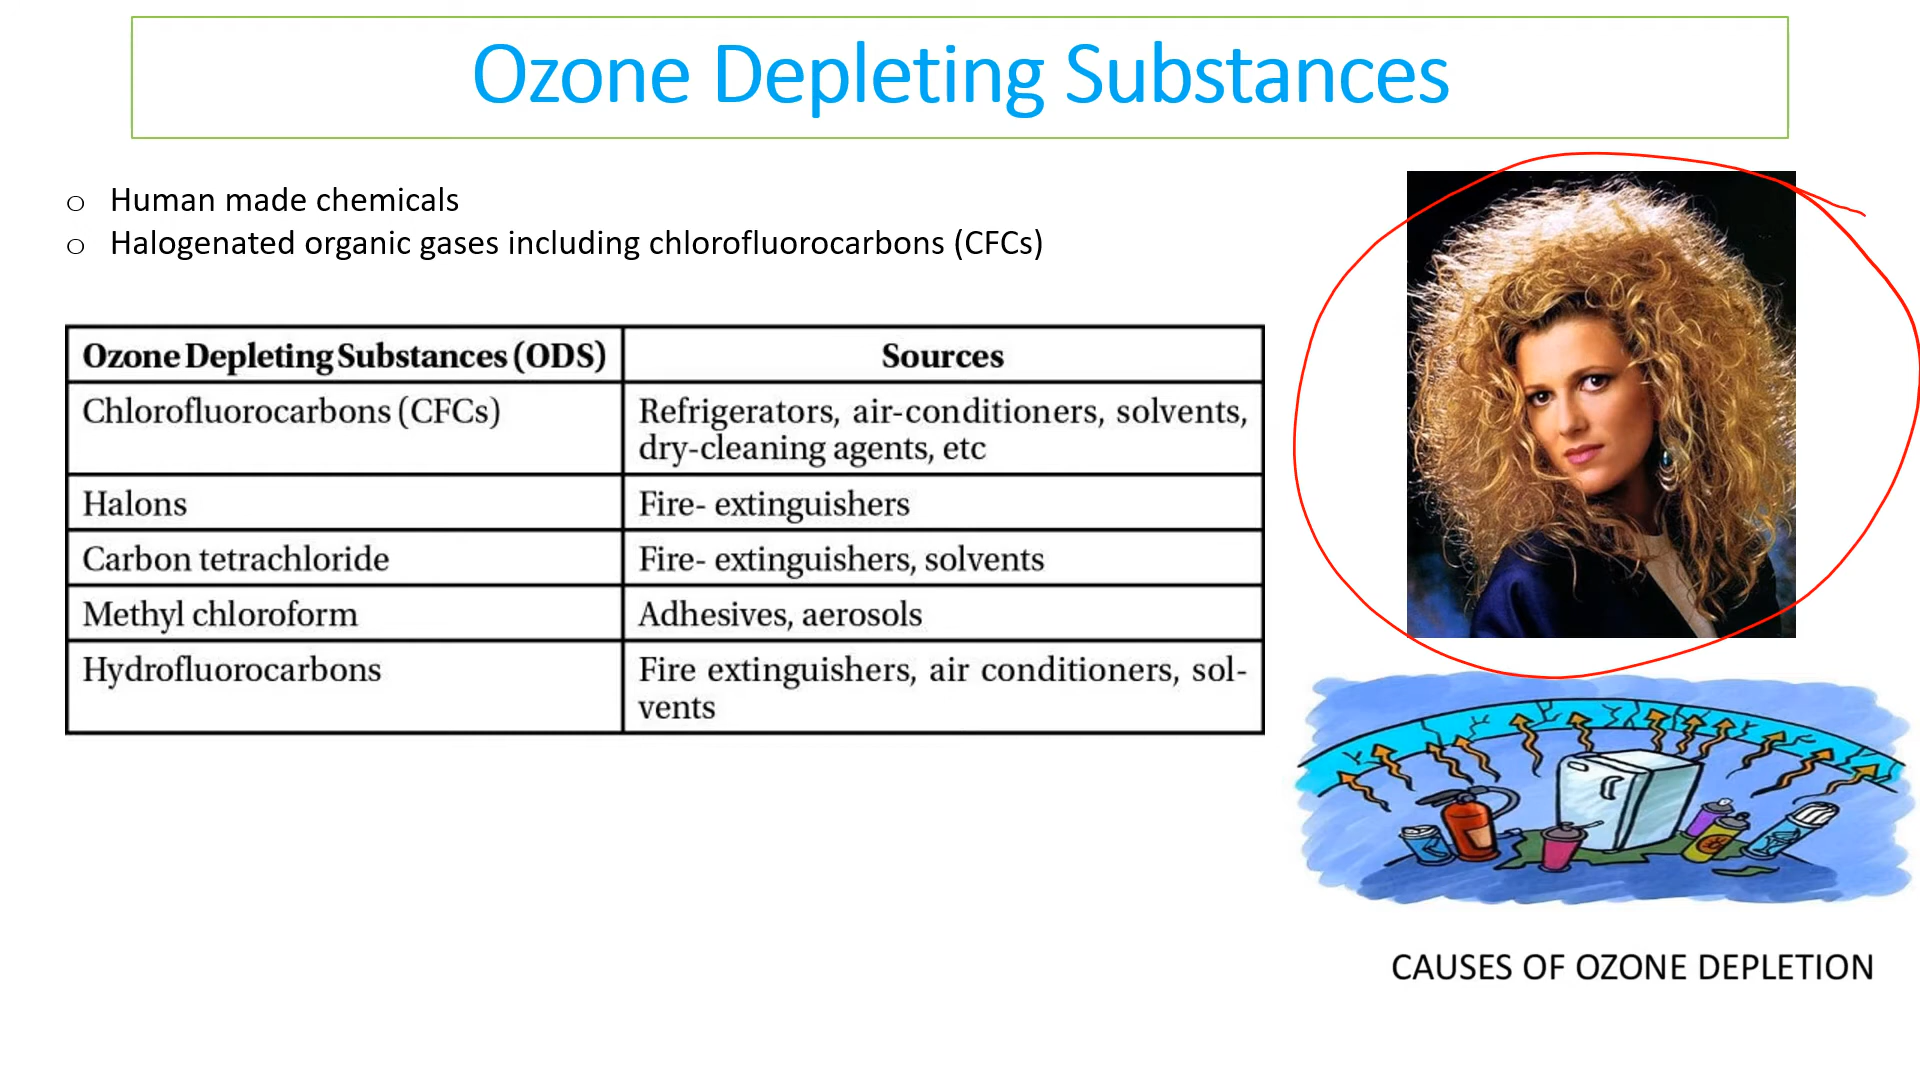 Ozone Depleting Substances
o Human made chemicals
o Halogenated organic gases including chlorofluorocarbons (CFCs)
Ozone Depleting Substances (ODS) Sources
Chlorofluorocarbons (CFCs) Refrigerators, air-conditioners, solvents,
dry-cleaning agents, etc
Halons Fire- extinguishers
Carbon tetrachloride Fire- extinguishers, solvents
Methyl chloroform Adhesives, aerosols
Hydrofluorocarbons Fire extinguishers, air conditioners, sol-
vents
CAUSES OF OZONE DEPLETION